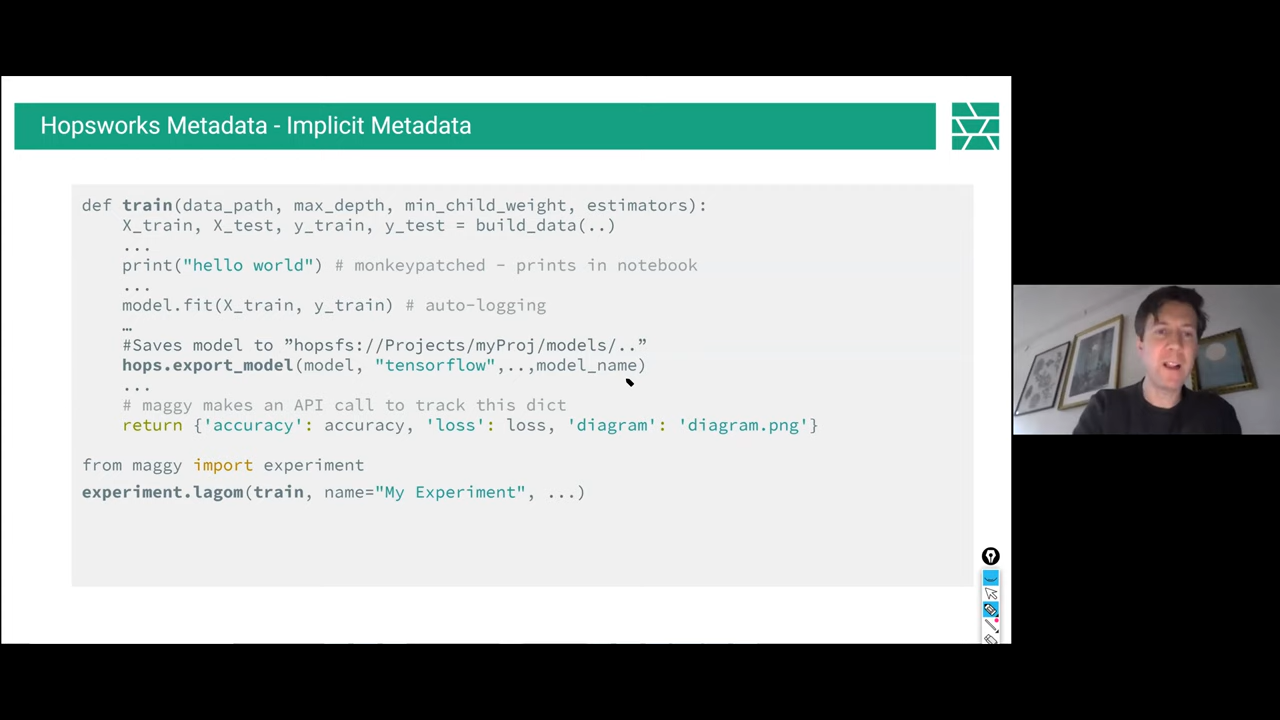 Hopsworks Metadata - Implicit Metadata
def train(data_path, max_depth, min_child_weight, estimators):
X_train, X_test, y_train, y_test = build_data(..)
...
print("hello world") # monkeypatched - prints in notebook
...
model.fit(X_train, y_train) # auto-logging
…
#Saves model to ”hopsfs://Projects/myProj/models/..”
hops.export_model(model, "tensorflow",..,model_name)
...
# maggy makes an API call to track this dict
return {'accuracy': accuracy, 'loss': loss, 'diagram': 'diagram.png'}
from maggy import experiment
experiment.lagom(train, name="My Experiment", ...)